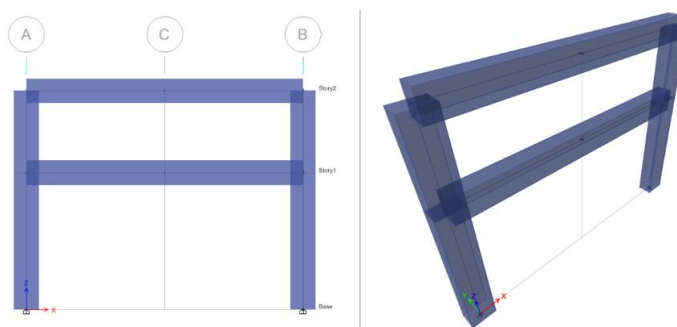 A C B
Story2
Story1
Z
X
Base
Y Z X